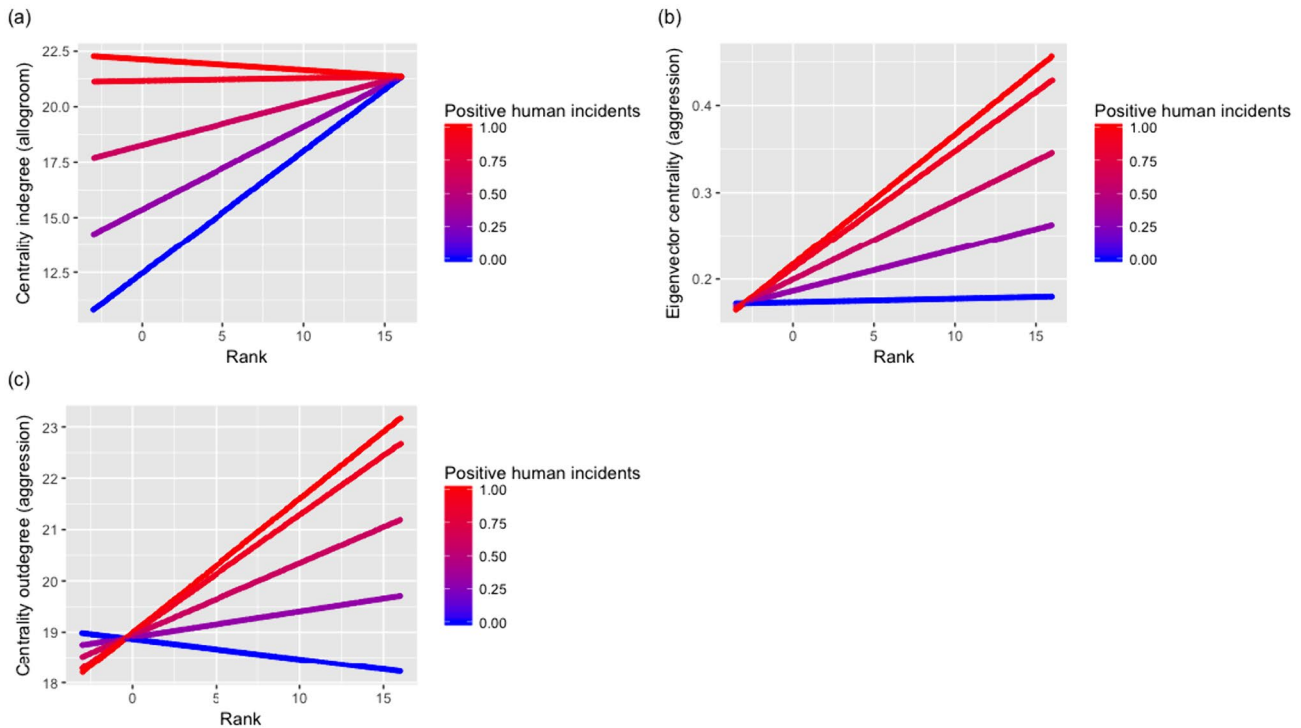 (a)
22.5
20.0
17.5
15.0
12.5
Centrality indegree (allogroom)
0 5 10 15
Rank
Positive human incidents
1.00
0.75
0.50
0.25
0.00
(b)
0.4
0.3
0.2
Eigenvector centrality (aggression)
0 5 10 15
Rank
Positive human incidents
1.00
0.75
0.50
0.25
0.00
(c)
23
22
21
20
19
18
Centrality outdegree (aggression)
0 5 10 15
Rank
Positive human incidents
1.00
0.75
0.50
0.25
0.00